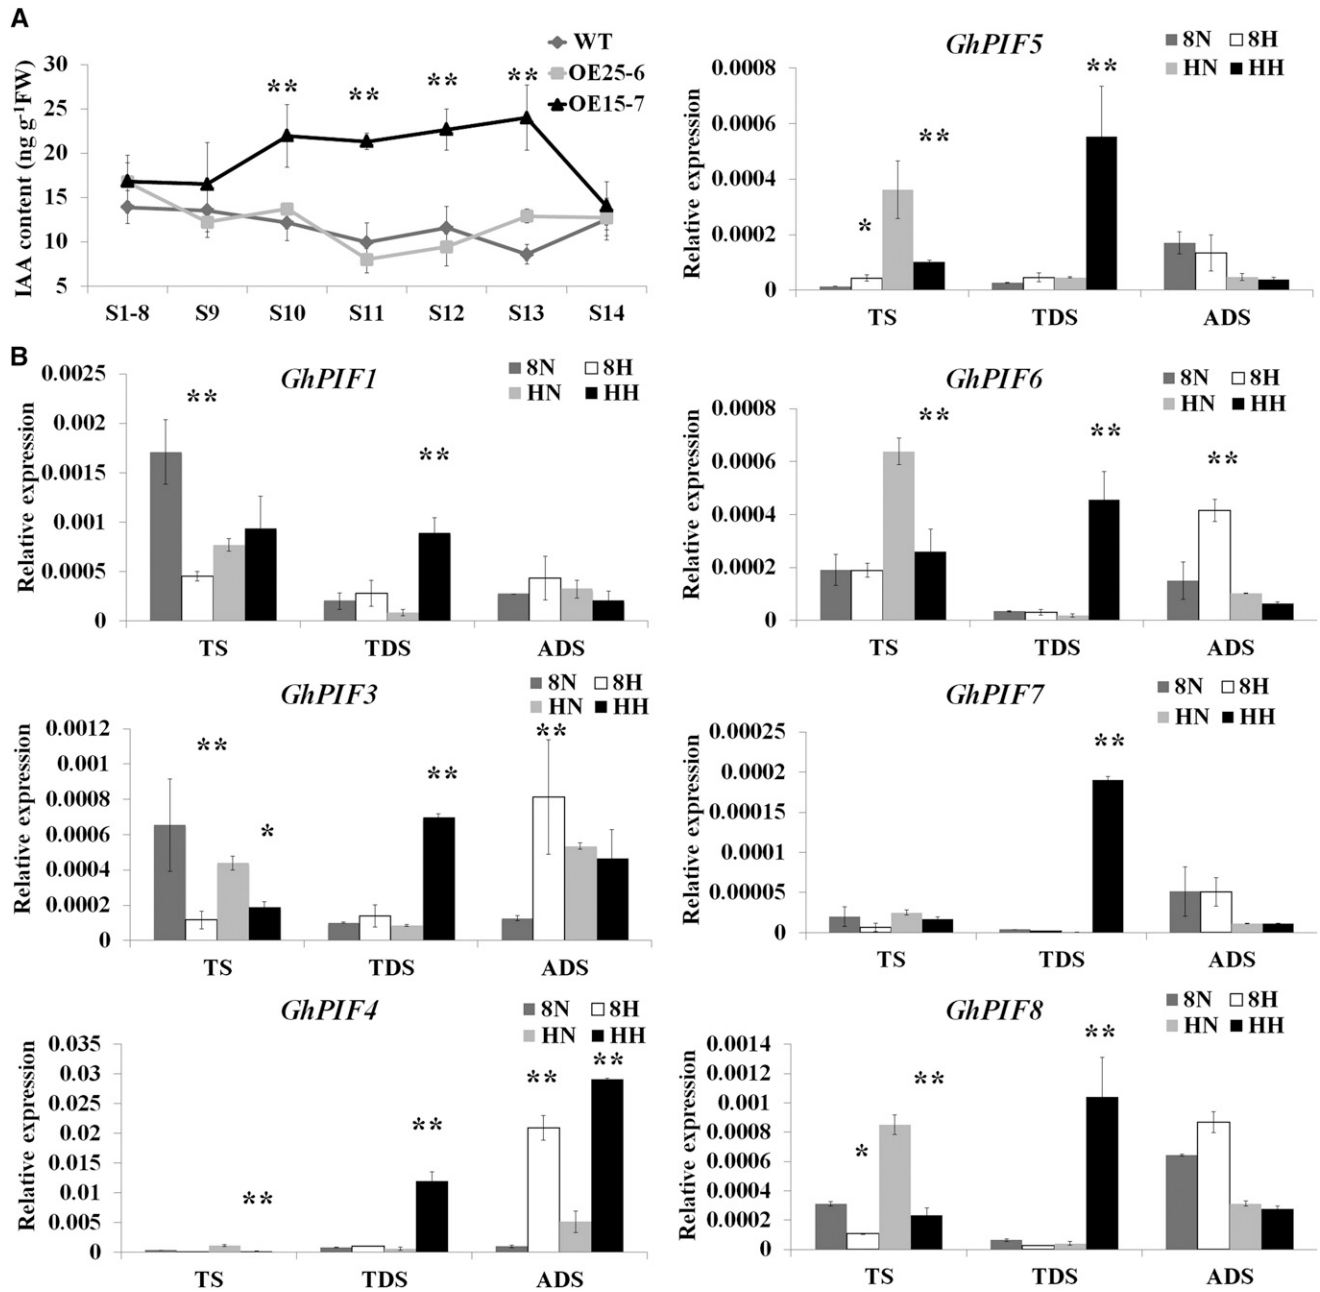 A
WT
OE25-6
OE15-7
IAA content (ng g⁻¹FW)
30
25
20
15
10
5
** ** ** **
S1-8 S9 S10 S11 S12 S13 S14
GhPIF5
8N 8H
HN HH
Relative expression
0.0008
0.0006
0.0004
0.0002
0
* ** **
TS TDS ADS
B
GhPIF1
8N 8H
HN HH
Relative expression
0.0025
0.002
0.0015
0.001
0.0005
0
** **
TS TDS ADS
GhPIF6
8N 8H
HN HH
Relative expression
0.0008
0.0006
0.0004
0.0002
0
** ** **
TS TDS ADS
GhPIF3
8N 8H
HN HH
Relative expression
0.0012
0.001
0.0008
0.0006
0.0004
0.0002
0
** * ** **
TS TDS ADS
GhPIF7
8N 8H
HN HH
Relative expression
0.00025
0.0002
0.00015
0.0001
0.00005
0
**
TS TDS ADS
GhPIF4
8N 8H
HN HH
Relative expression
0.035
0.03
0.025
0.02
0.015
0.01
0.005
0
** ** ** **
TS TDS ADS
GhPIF8
8N 8H
HN HH
Relative expression
0.0014
0.0012
0.001
0.0008
0.0006
0.0004
0.0002
0
* ** **
TS TDS ADS